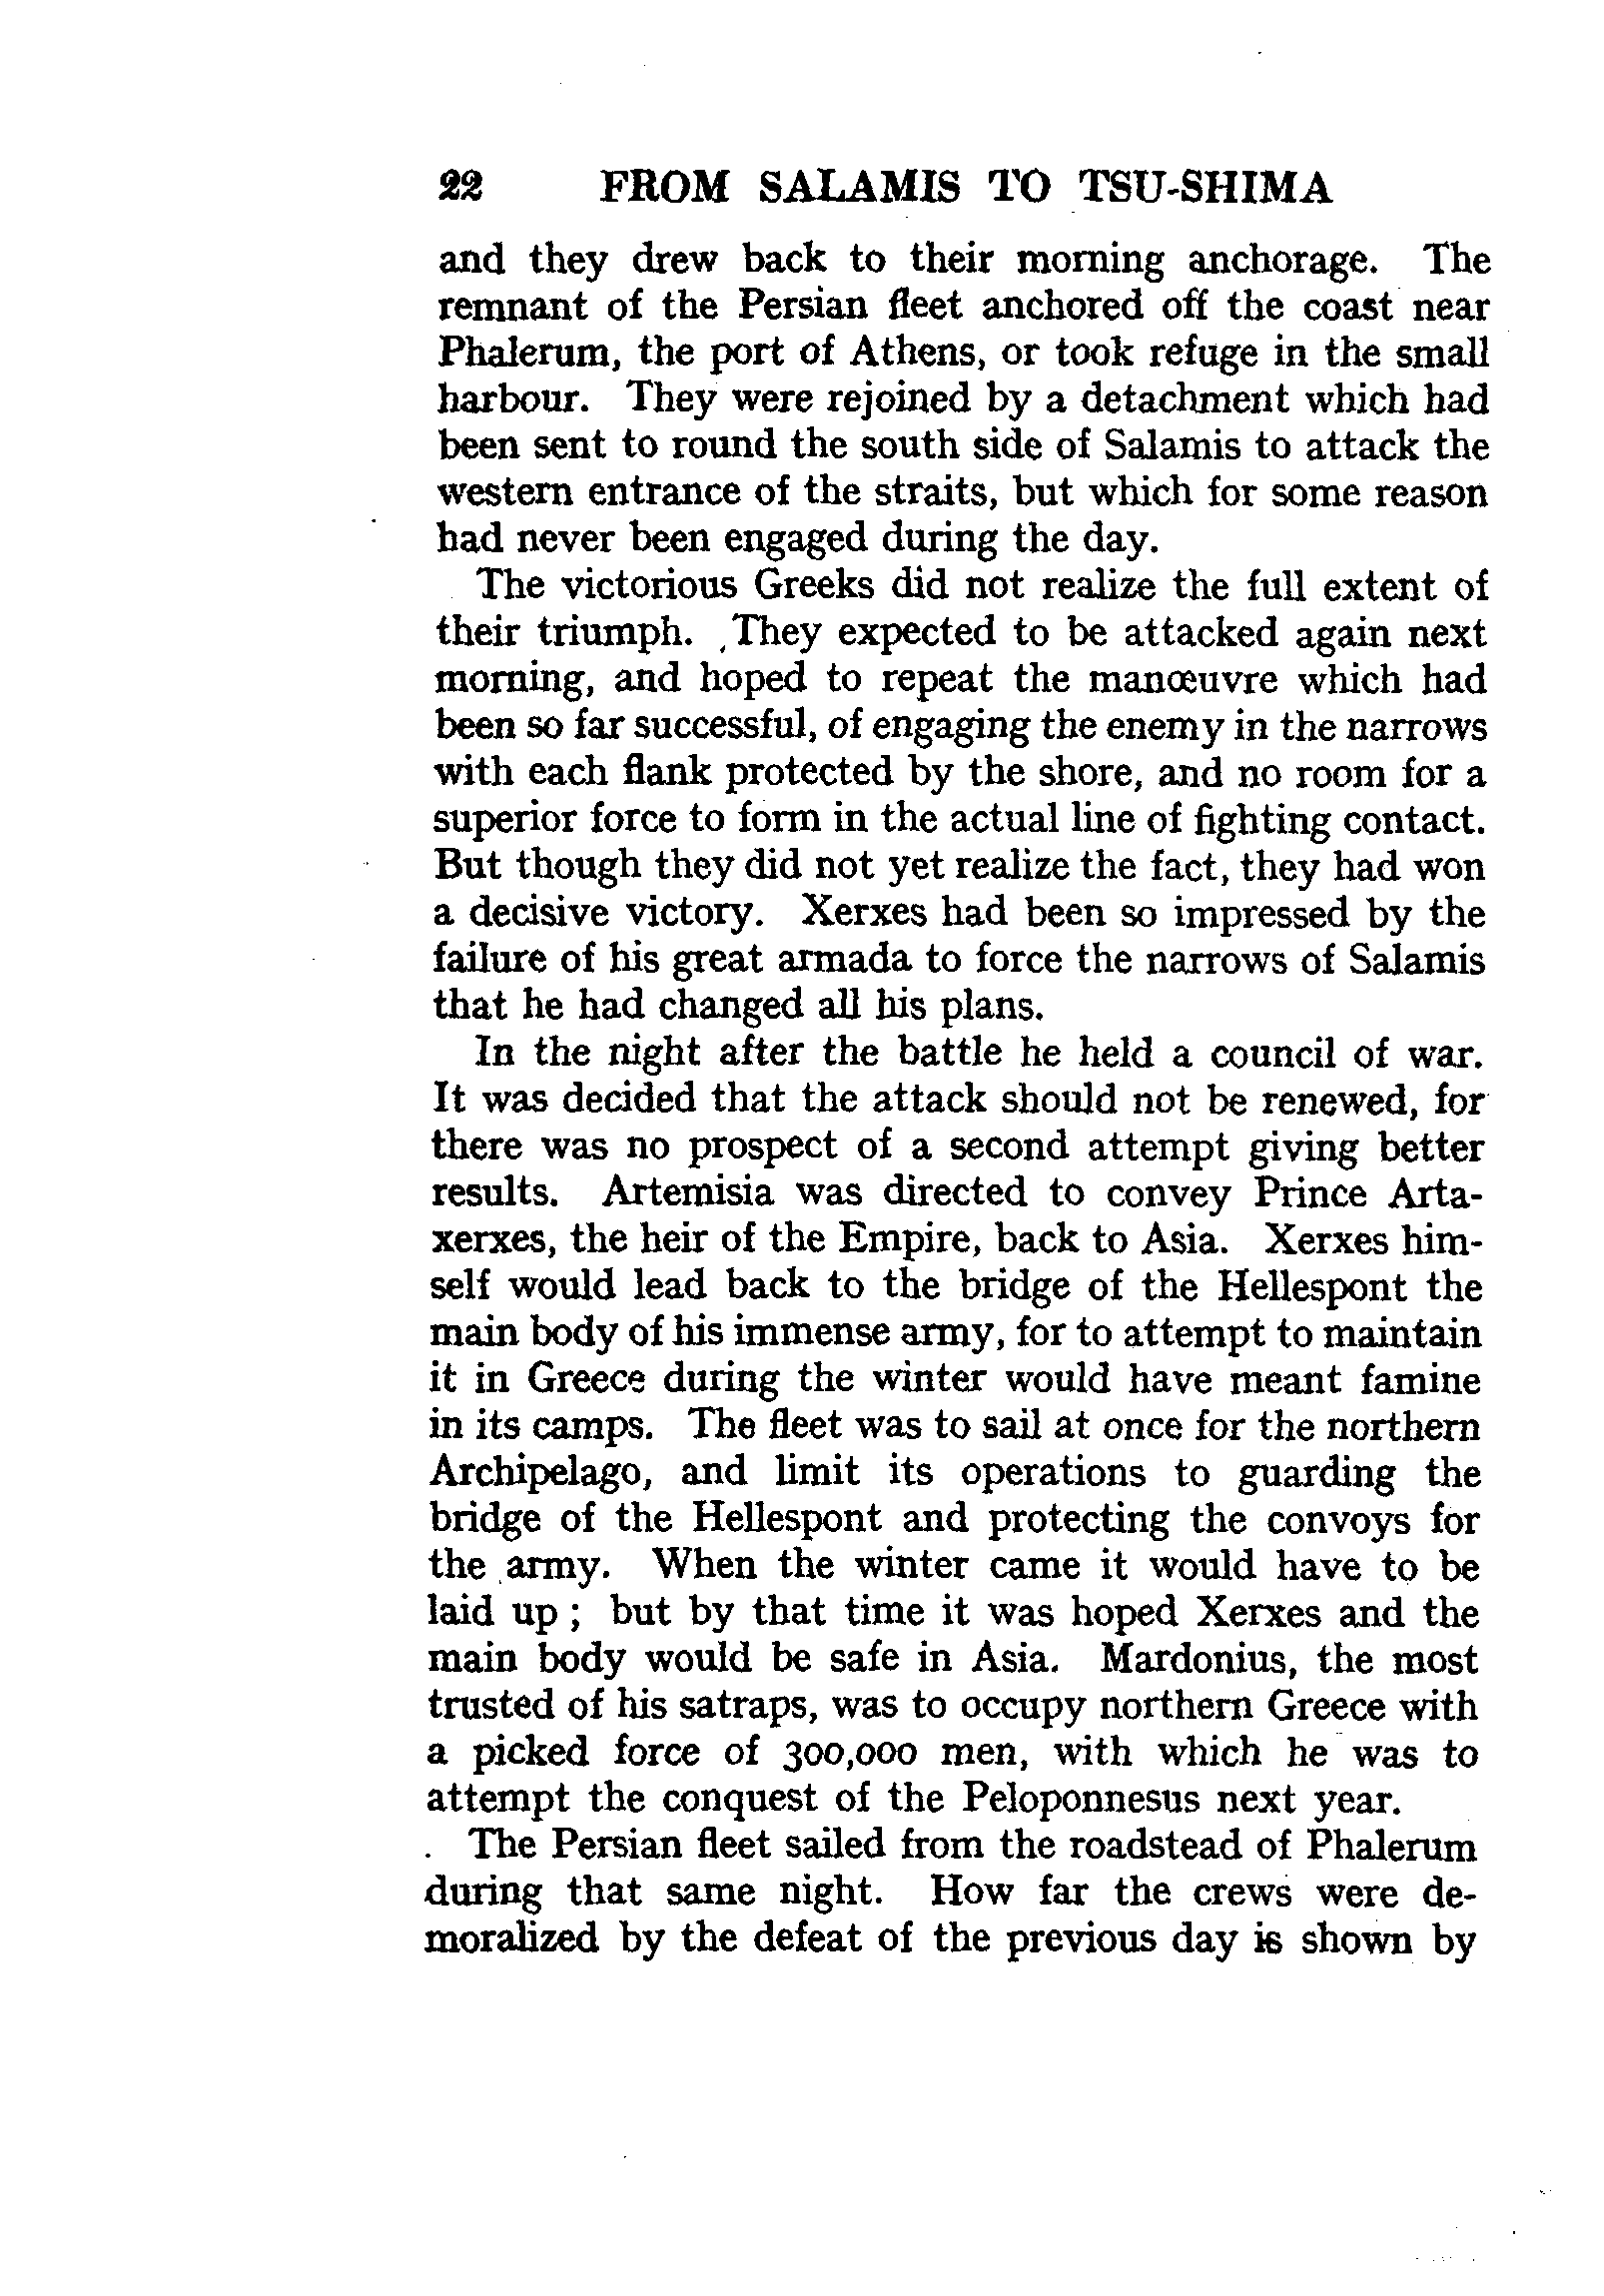 22 FROM SALAMIS TO TSU-SHIMA
and they drew back to their morning anchorage. The
remnant of the Persian fleet anchored off the coast near
Phalerum, the port of Athens, or took refuge in the small
harbour. They were rejoined by a detachment which had
been sent to round the south side of Salamis to attack the
western entrance of the straits, but which for some reason
had never been engaged during the day.
The victorious Greeks did not realize the full extent of
their triumph. They expected to be attacked again next
morning, and hoped to repeat the manœuvre which had
been so far successful, of engaging the enemy in the narrows
with each flank protected by the shore, and no room for a
superior force to form in the actual line of fighting contact.
But though they did not yet realize the fact, they had won
a decisive victory. Xerxes had been so impressed by the
failure of his great armada to force the narrows of Salamis
that he had changed all his plans.
In the night after the battle he held a council of war.
It was decided that the attack should not be renewed, for
there was no prospect of a second attempt giving better
results. Artemisia was directed to convey Prince Arta-
xerxes, the heir of the Empire, back to Asia. Xerxes him-
self would lead back to the bridge of the Hellespont the
main body of his immense army, for to attempt to maintain
it in Greece during the winter would have meant famine
in its camps. The fleet was to sail at once for the northern
Archipelago, and limit its operations to guarding the
bridge of the Hellespont and protecting the convoys for
the army. When the winter came it would have to be
laid up ; but by that time it was hoped Xerxes and the
main body would be safe in Asia. Mardonius, the most
trusted of his satraps, was to occupy northern Greece with
a picked force of 300,000 men, with which he was to
attempt the conquest of the Peloponnesus next year.
The Persian fleet sailed from the roadstead of Phalerum
during that same night. How far the crews were de-
moralized by the defeat of the previous day is shown by